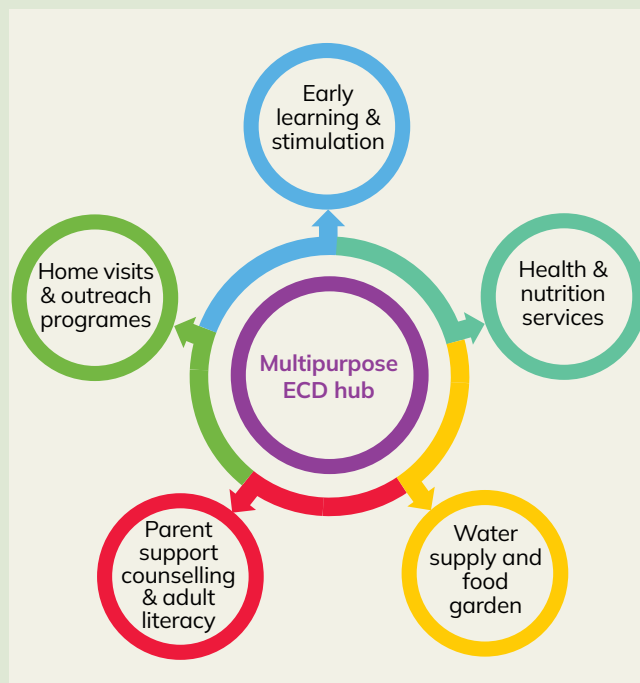 Early
learning &
stimulation
Home visits
& outreach
programes
Health &
nutrition
services
Multipurpose
ECD hub
Parent
support
counselling
& adult
literacy
Water
supply and
food
garden